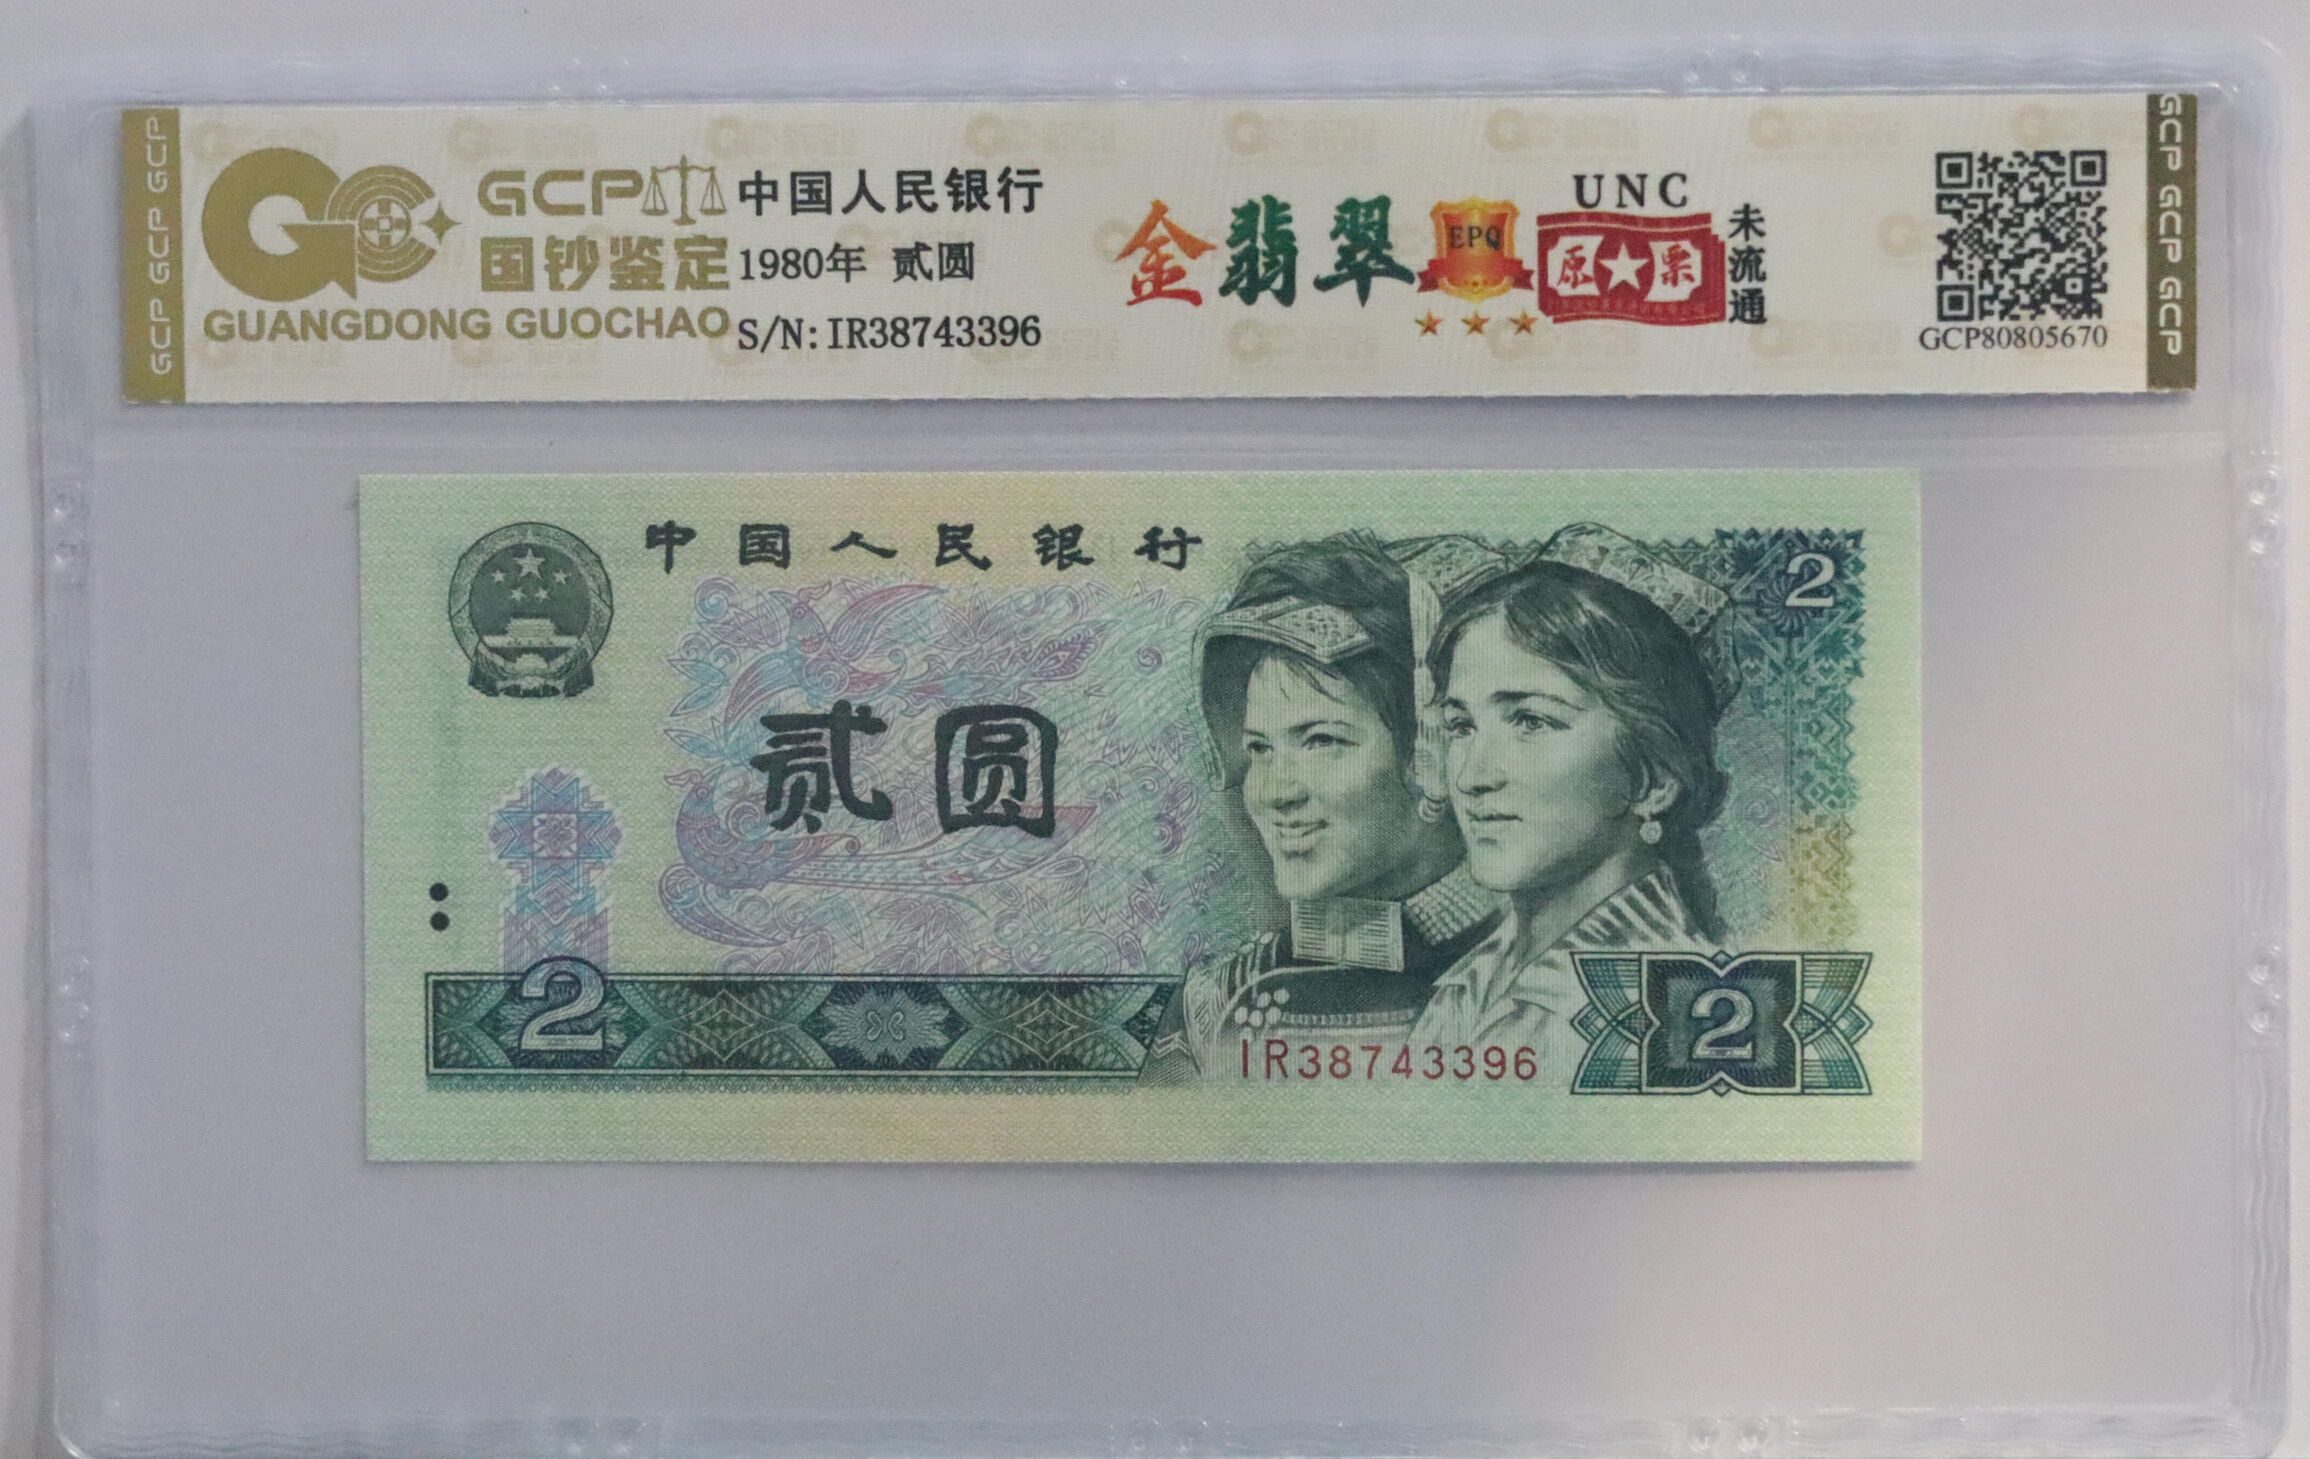 GCP GCP GCP
GCP
国钞鉴定
GUANGDONG GUOCHAO
中国人民银行
1980年 贰圆
S/N:IR38743396
金翡翠
EPQ
UNC
原票
未流通
GCP80805670
GCP GCP GCP
中国人民银行
2
贰圆
2
IR38743396
2